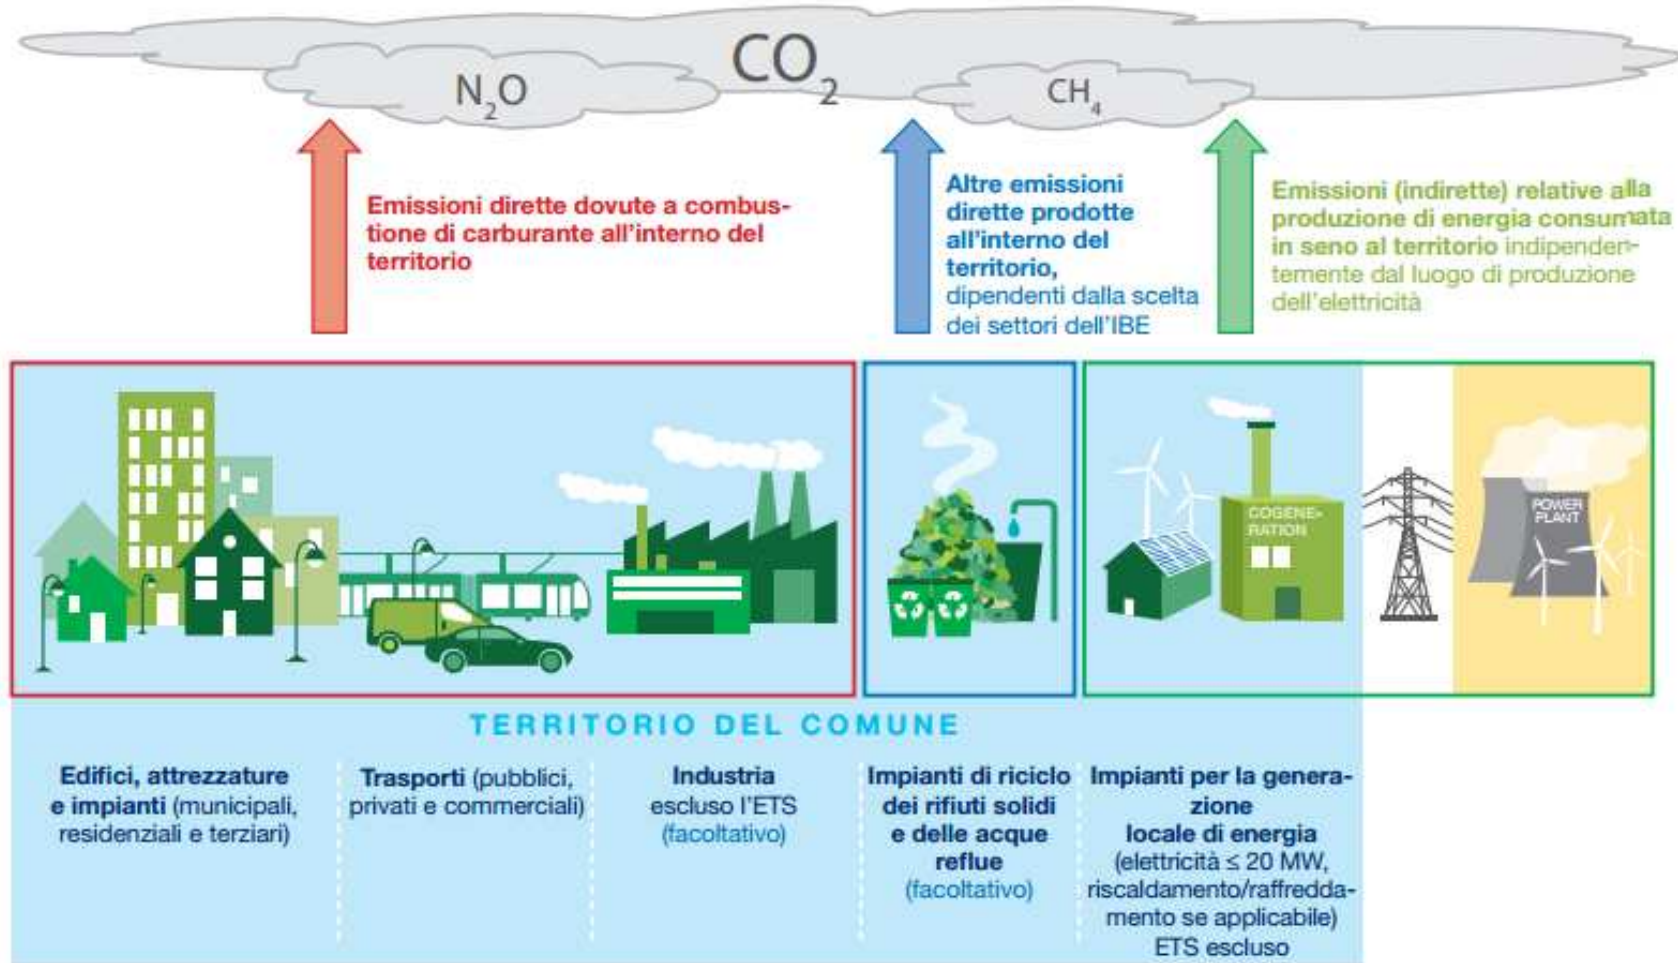 CO₂
N₂O
CH₄
Emissioni dirette dovute a combus-
tione di carburante all'interno del
territorio
Altre emissioni
dirette prodotte
all'interno del
territorio,
dipendenti dalla scelta
dei settori dell'IBE
Emissioni (indirette) relative alla
produzione di energia consumata
in seno al territorio indipenden-
temente dal luogo di produzione
dell'elettricità
COGENE-
RATION
POWER
PLANT
TERRITORIO DEL COMUNE
Edifici, attrezzature
e impianti (municipali,
residenziali e terziari)
Trasporti (pubblici,
privati e commerciali)
Industria
escluso l'ETS
(facoltativo)
Impianti di riciclo
dei rifiuti solidi
e delle acque
reflue
(facoltativo)
Impianti per la genera-
zione
locale di energia
(elettricità ≤ 20 MW,
riscaldamento/raffredda-
mento se applicabile)
ETS escluso